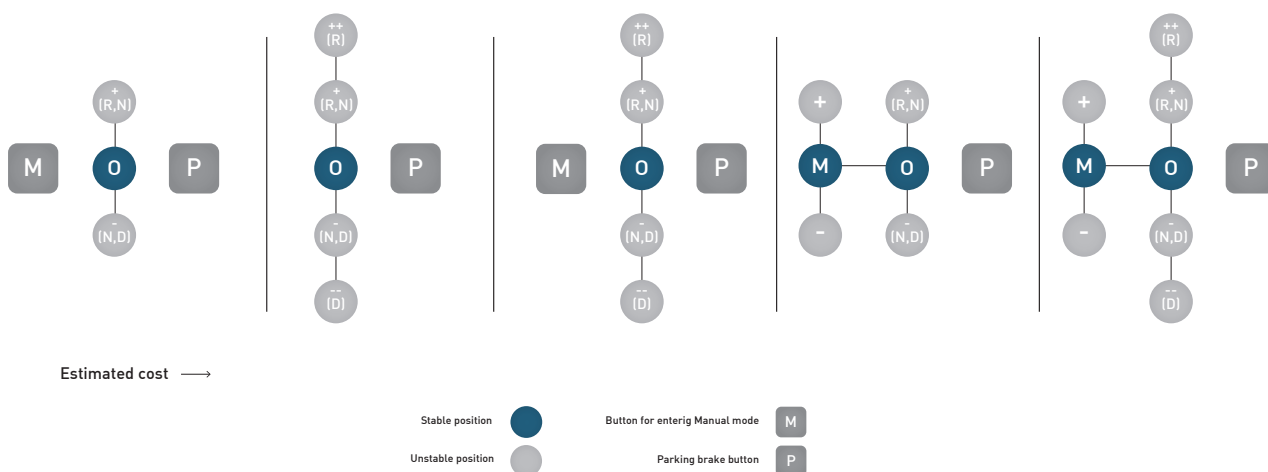 ++
(R)
+
(R,N)
M
O
P
-
(N,D)
++
(R)
+
(R,N)
O
P
-
(N,D)
--
(D)
++
(R)
+
(R,N)
M
O
P
-
(N,D)
--
(D)
+
+
(R,N)
M
O
P
-
-
(N,D)
++
(R)
+
+
(R,N)
M
O
P
-
-
(N,D)
--
(D)
Estimated cost
Stable position
Button for enterig Manual mode
M
Unstable position
Parking brake button
P